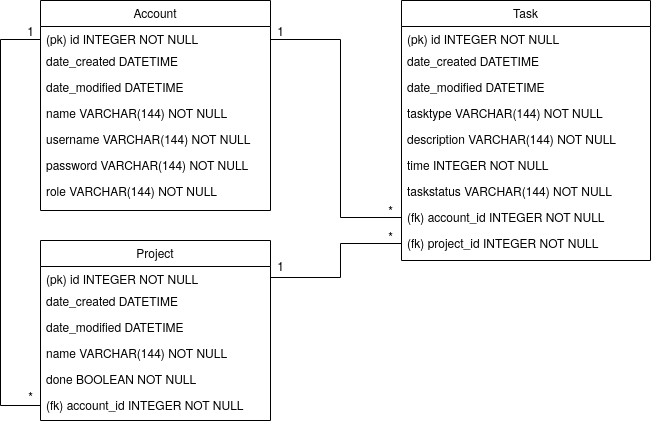 Account
1
(pk) id INTEGER NOT NULL
1
date_created DATETIME
date_modified DATETIME
name VARCHAR(144) NOT NULL
username VARCHAR(144) NOT NULL
password VARCHAR(144) NOT NULL
role VARCHAR(144) NOT NULL
Task
(pk) id INTEGER NOT NULL
date_created DATETIME
date_modified DATETIME
tasktype VARCHAR(144) NOT NULL
description VARCHAR(144) NOT NULL
time INTEGER NOT NULL
taskstatus VARCHAR(144) NOT NULL
* (fk) account_id INTEGER NOT NULL
* (fk) project_id INTEGER NOT NULL
Project
(pk) id INTEGER NOT NULL
1
date_created DATETIME
date_modified DATETIME
name VARCHAR(144) NOT NULL
done BOOLEAN NOT NULL
* (fk) account_id INTEGER NOT NULL